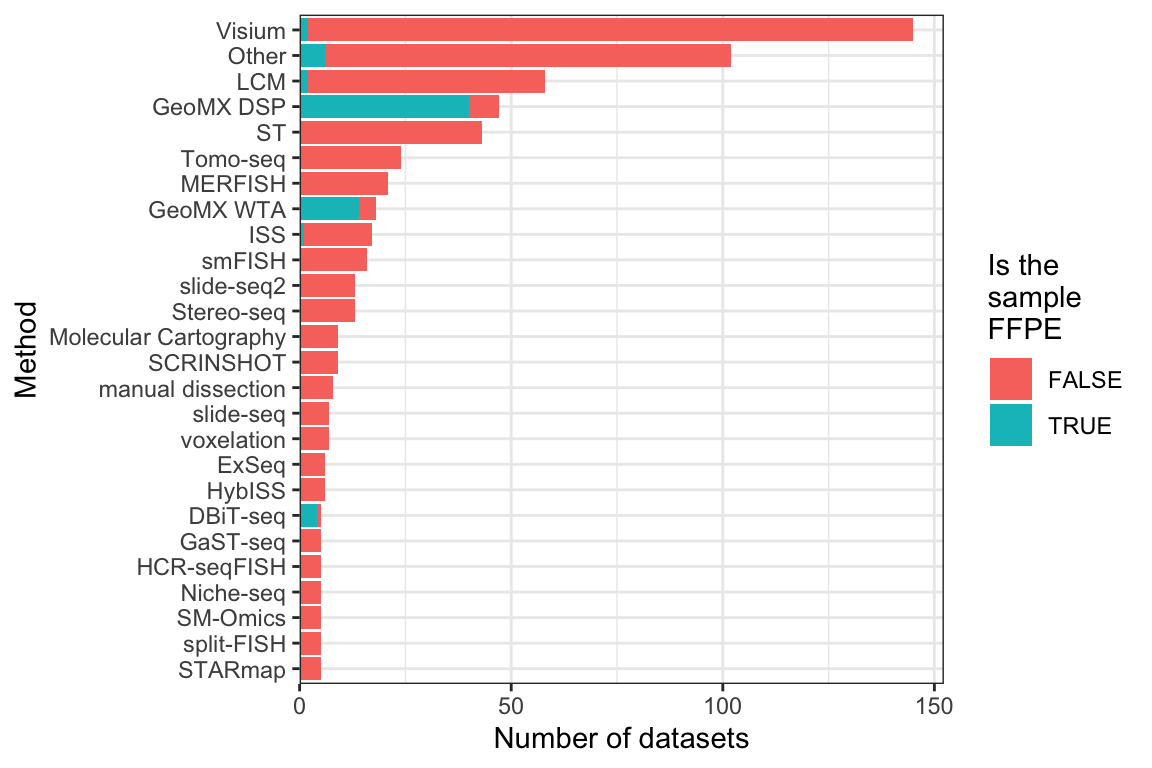 Visium
Other
LCM
GeoMX DSP
ST
Tomo-seq
MERFISH
GeoMX WTA
ISS
smFISH
slide-seq2
Stereo-seq
Molecular Cartography
SCRINSHOT
manual dissection
slide-seq
voxelation
ExSeq
HybISS
DBiT-seq
GaST-seq
HCR-seqFISH
Niche-seq
SM-Omics
split-FISH
STARmap
Method
0 50 100 150
Number of datasets
Is the
sample
FFPE
FALSE
TRUE